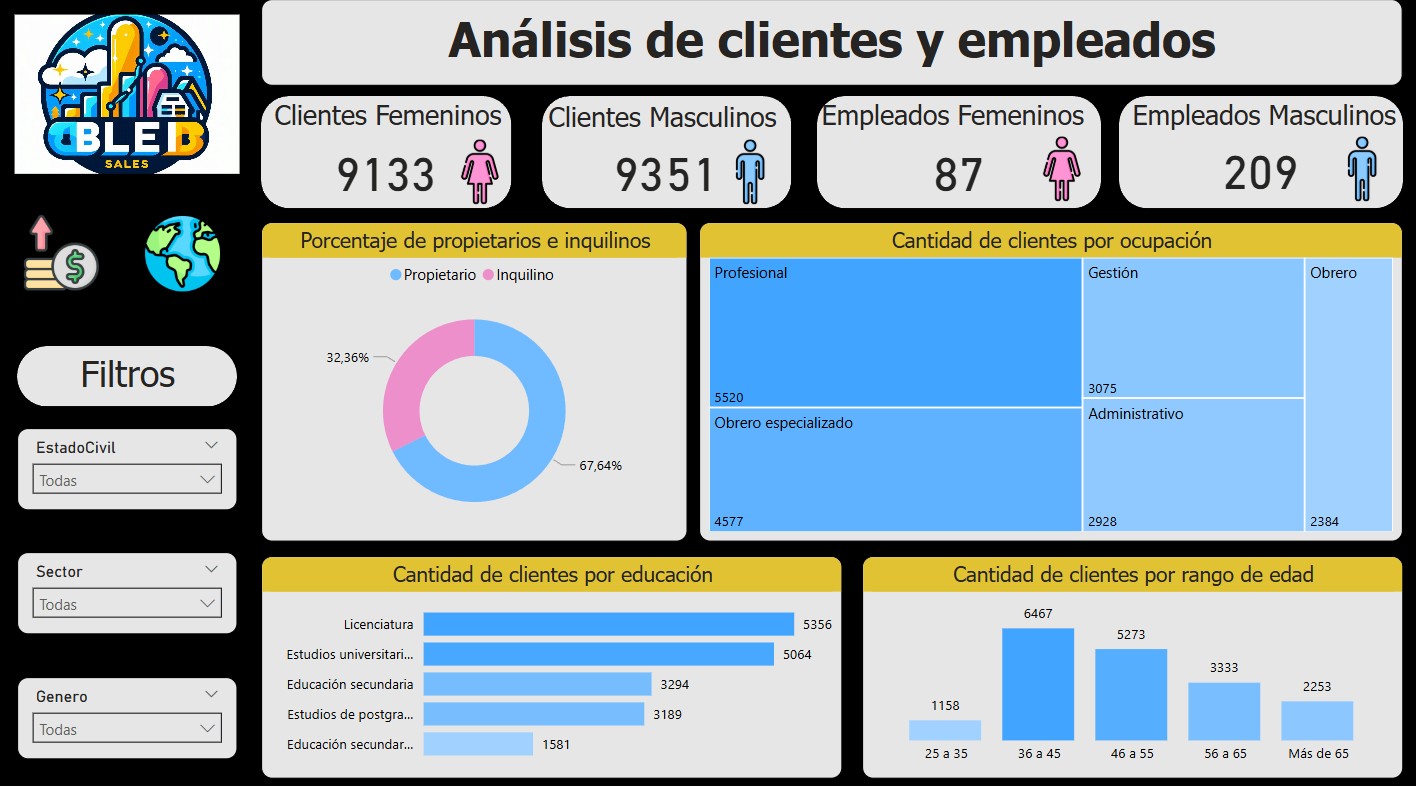 BLEB
SALES
Análisis de clientes y empleados
Clientes Femeninos
9133
Clientes Masculinos
9351
Empleados Femeninos
87
Empleados Masculinos
209
Filtros
EstadoCivil
Todas
Sector
Todas
Genero
Todas
Porcentaje de propietarios e inquilinos
Propietario Inquilino
32,36%
67,64%
Cantidad de clientes por ocupación
Profesional
5520
Obrero especializado
4577
Gestión
3075
Administrativo
2928
Obrero
2384
Cantidad de clientes por educación
Licenciatura 5356
Estudios universitari... 5064
Educación secundaria 3294
Estudios de postgra... 3189
Educación secundar... 1581
Cantidad de clientes por rango de edad
1158
6467
5273
3333
2253
25 a 35
36 a 45
46 a 55
56 a 65
Más de 65